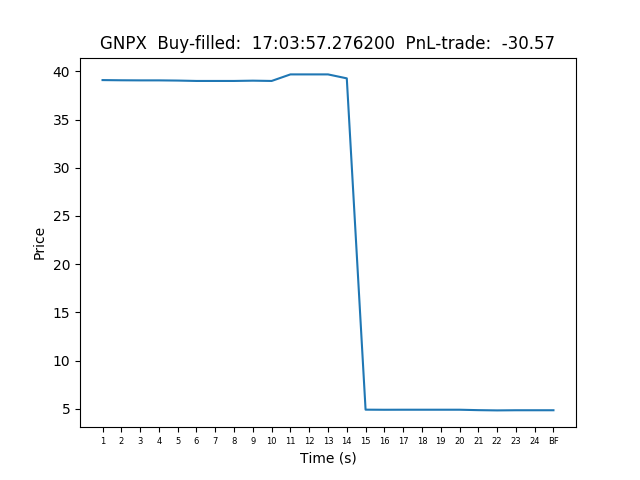 GNPX  Buy-filled:  17:03:57.276200  PnL-trade:  -30.57
40
35
30
25
20
15
10
5
Price
1 2 3 4 5 6 7 8 9 10 11 12 13 14 15 16 17 18 19 20 21 22 23 24 BF
Time (s)